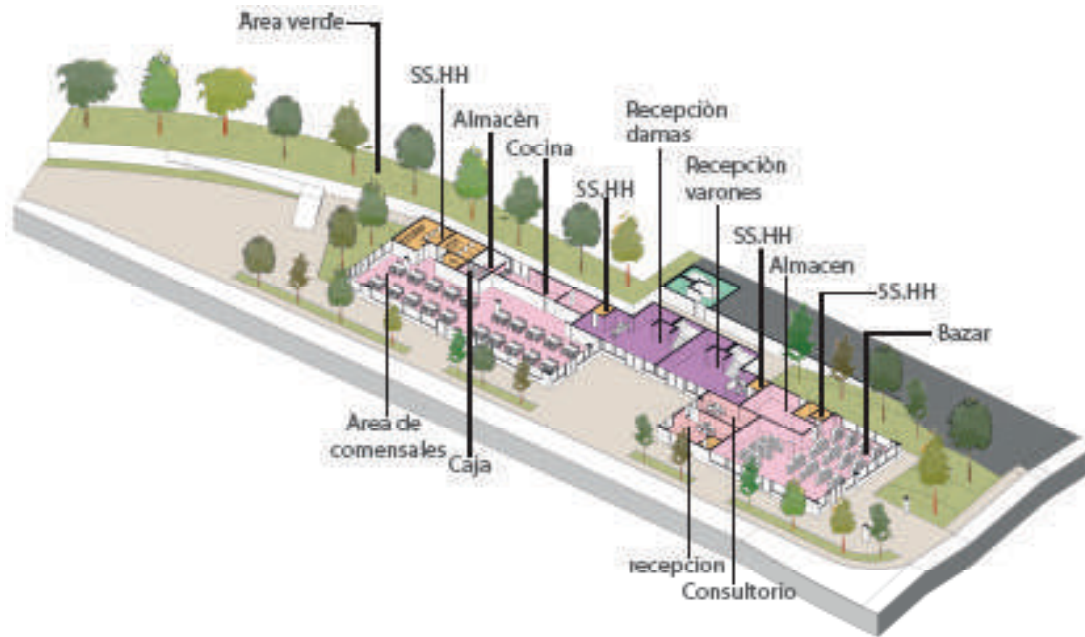 Area verde
SS.HH
Almacèn
Cocina
Recepciòn
damas
SS.HH
Recepciòn
varones
SS.HH
Almacen
SS.HH
Bazar
Area de
comensales
Caja
recepcion
Consultorio